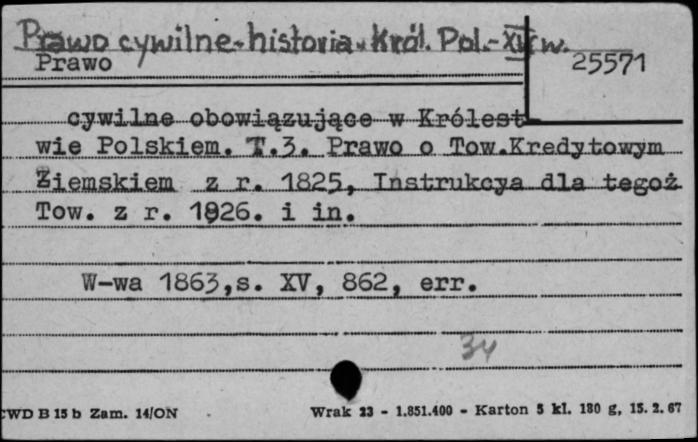 Prawo cywilne - historia - Król. Pol. - XIX w.
Prawo
25571
cywilne obowiązujące w Królest
wie Polskiem. T.3. Prawo o Tow.Kredytowym
Ziemskiem z r. 1825, Instrukcya dla tegoż
Tow. z r. 1826. i in.
W-wa 1863,s. XV, 862, err.
34
CWD B 15 b Zam. 14/ON
Wrak 23 - 1.851.400 - Karton 5 kl. 180 g, 15.2.67